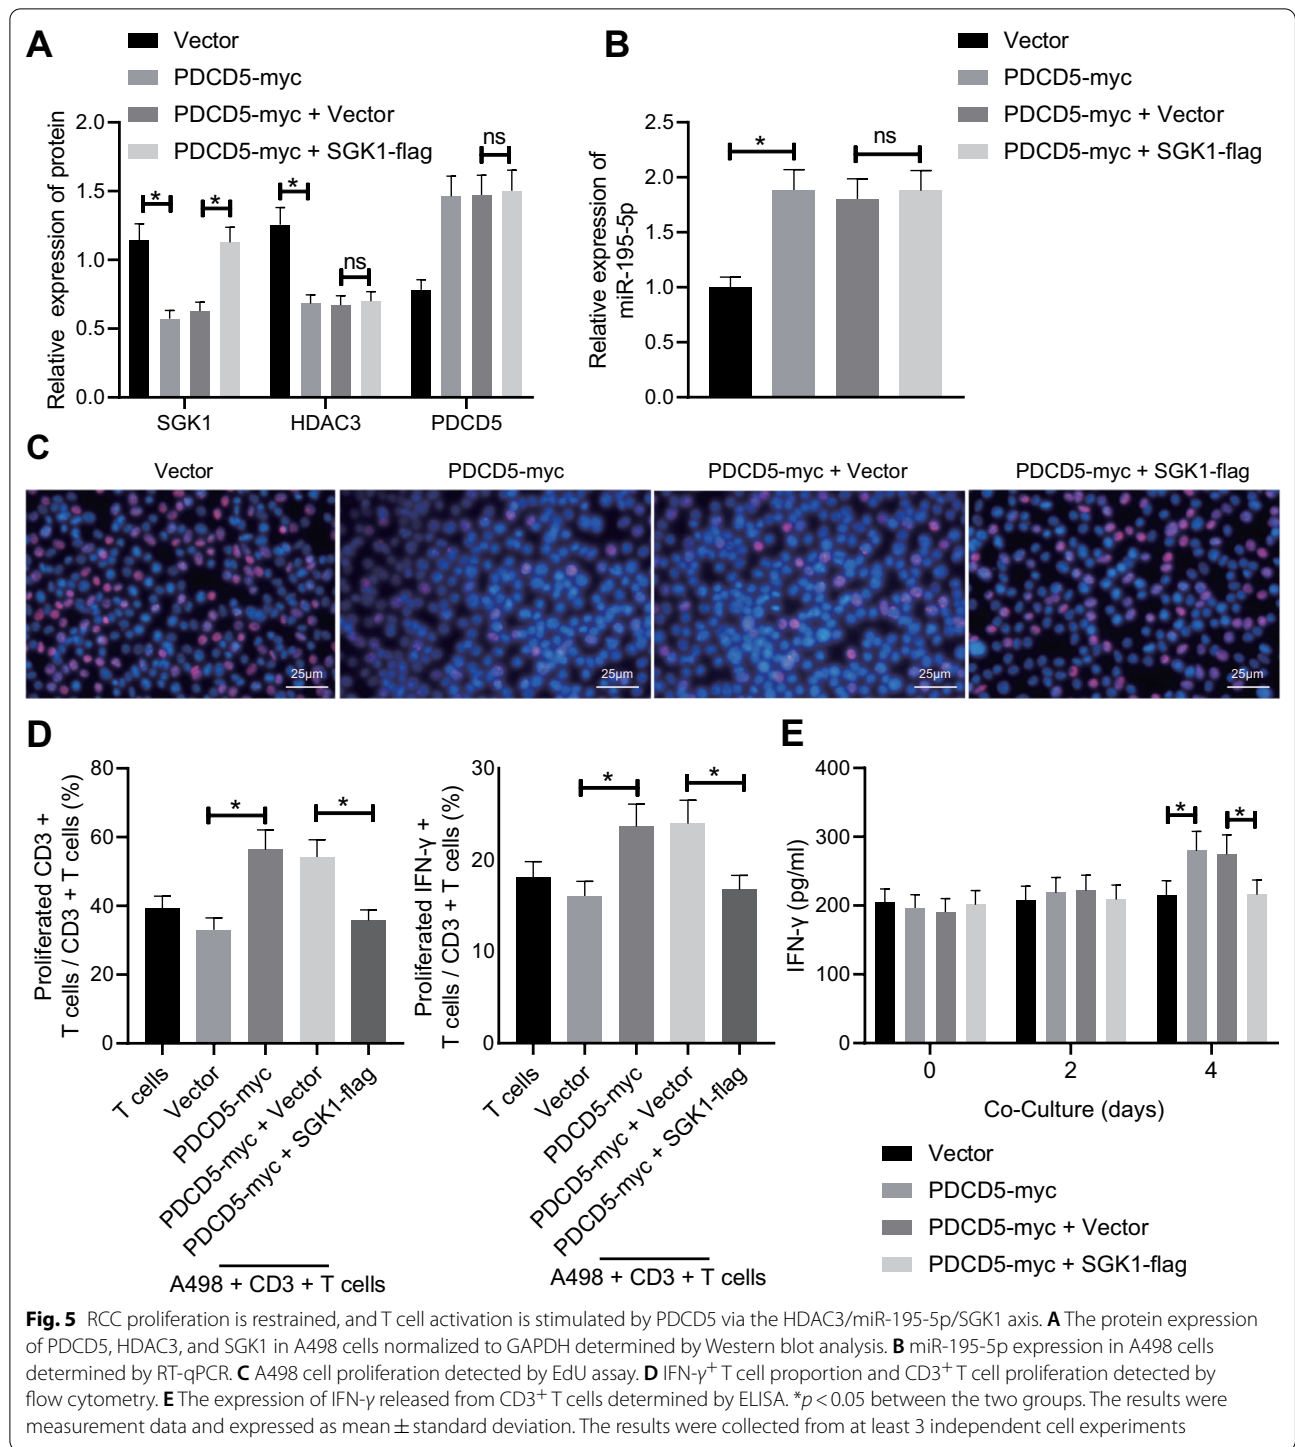 A
Vector
PDCD5-myc
PDCD5-myc + Vector
PDCD5-myc + SGK1-flag
Relative expression of protein
2.0
1.5
1.0
0.5
0.0
*
*
*
ns
ns
SGK1
HDAC3
PDCD5
B
Vector
PDCD5-myc
PDCD5-myc + Vector
PDCD5-myc + SGK1-flag
Relative expression of
miR-195-5p
2.5
2.0
1.5
1.0
0.5
0.0
*
ns
C
Vector
PDCD5-myc
PDCD5-myc + Vector
PDCD5-myc + SGK1-flag
25μm
25μm
25μm
25μm
D
Proliferated CD3 +
T cells / CD3 + T cells (%)
80
60
40
20
0
*
*
T cells
Vector
PDCD5-myc
PDCD5-myc + Vector
PDCD5-myc + SGK1-flag
A498 + CD3 + T cells
Proliferated IFN-γ +
T cells / CD3 + T cells (%)
30
20
10
0
*
*
T cells
Vector
PDCD5-myc
PDCD5-myc + Vector
PDCD5-myc + SGK1-flag
A498 + CD3 + T cells
E
IFN-γ (pg/ml)
400
300
200
100
0
*
*
0
2
4
Co-Culture (days)
Vector
PDCD5-myc
PDCD5-myc + Vector
PDCD5-myc + SGK1-flag
Fig. 5 RCC proliferation is restrained, and T cell activation is stimulated by PDCD5 via the HDAC3/miR-195-5p/SGK1 axis. A The protein expression
of PDCD5, HDAC3, and SGK1 in A498 cells normalized to GAPDH determined by Western blot analysis. B miR-195-5p expression in A498 cells
determined by RT-qPCR. C A498 cell proliferation detected by EdU assay. D IFN-γ+ T cell proportion and CD3+ T cell proliferation detected by
flow cytometry. E The expression of IFN-γ released from CD3+ T cells determined by ELISA. *p < 0.05 between the two groups. The results were
measurement data and expressed as mean ± standard deviation. The results were collected from at least 3 independent cell experiments